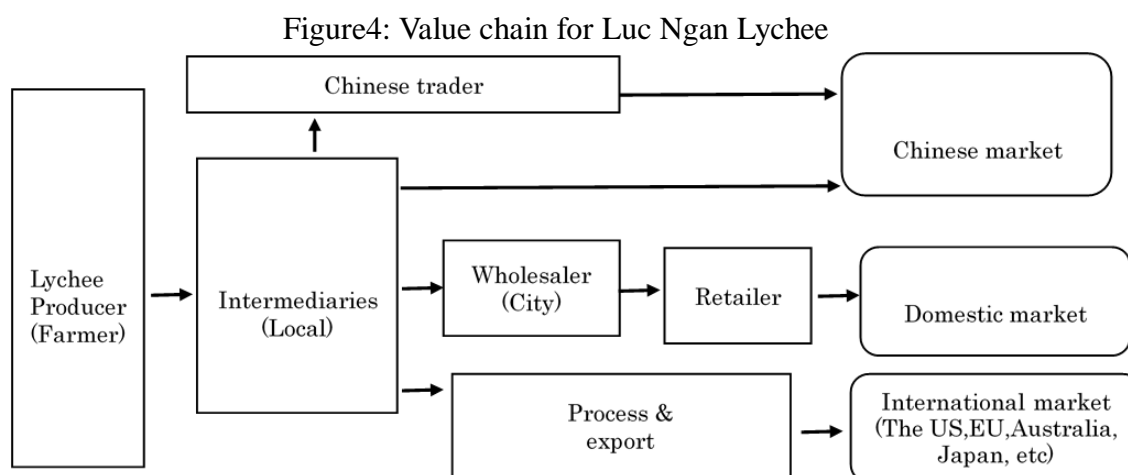 Figure4: Value chain for Luc Ngan Lychee
Chinese trader
Chinese market
Lychee
Producer
(Farmer)
Intermediaries
(Local)
Wholesaler
(City)
Retailer
Domestic market
Process &
export
International market
(The US,EU,Australia,
Japan, etc)